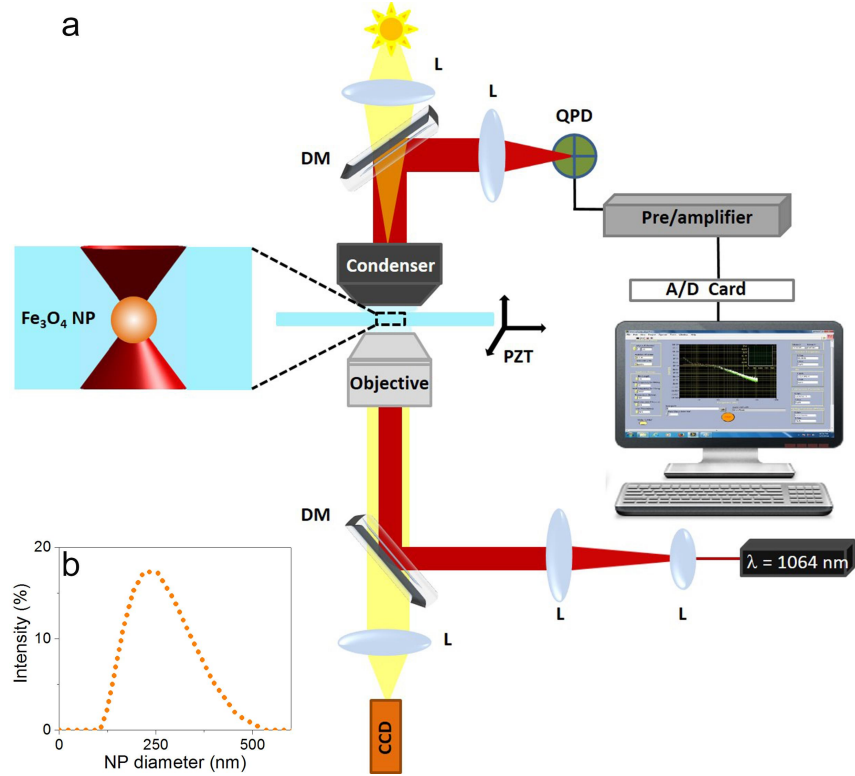 a
L
L
QPD
DM
Pre/amplifier
Condenser
A/D Card
Fe₃O₄ NP
PZT
Objective
DM
λ = 1064 nm
L
L
L
CCD
b
20
10
0
Intensity (%)
0
250
500
NP diameter (nm)